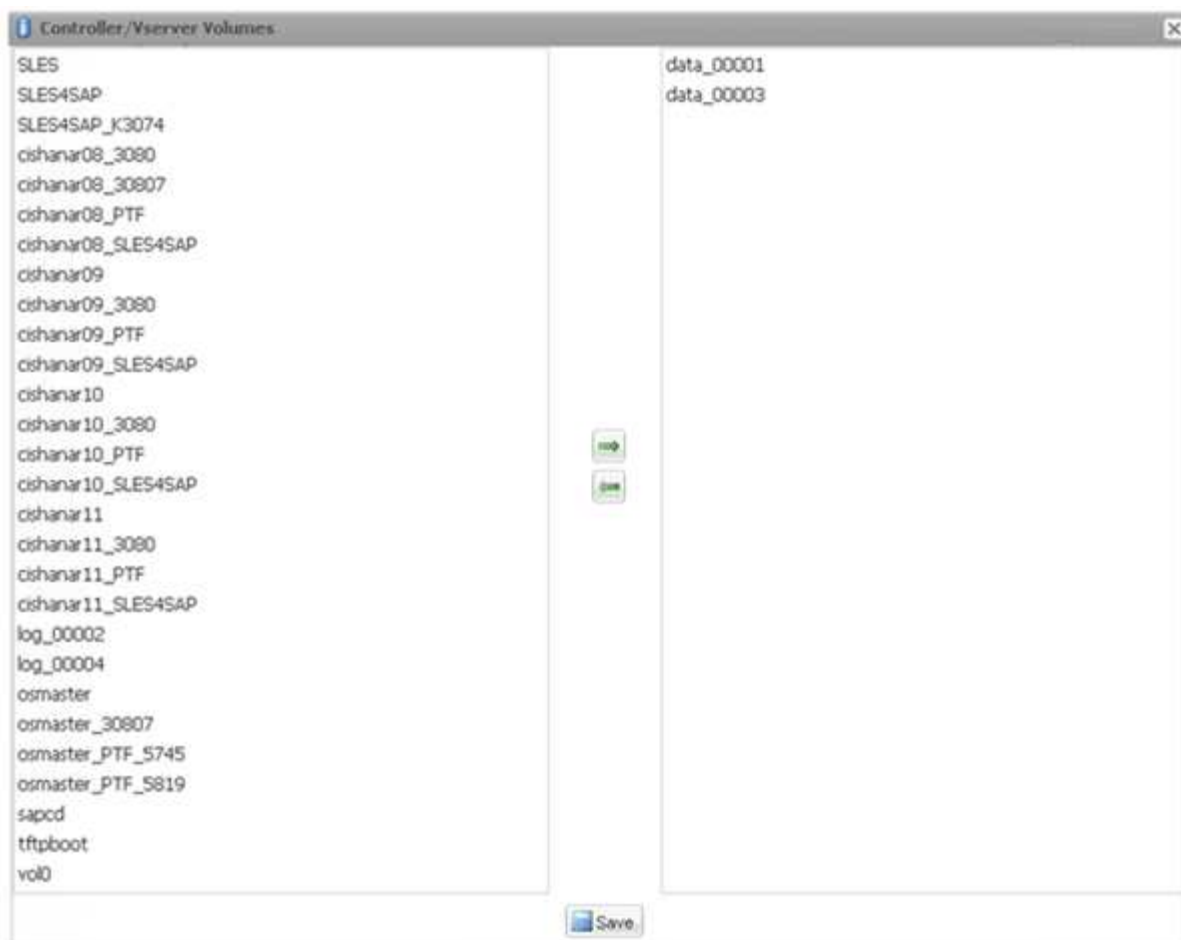 Controller/Vserver Volumes
SLES
SLES4SAP
SLES4SAP_K3074
cishanar08_3080
cishanar08_30807
cishanar08_PTF
cishanar08_SLES4SAP
cishanar09
cishanar09_3080
cishanar09_PTF
cishanar09_SLES4SAP
cishanar10
cishanar10_3080
cishanar10_PTF
cishanar10_SLES4SAP
cishanar11
cishanar11_3080
cishanar11_PTF
cishanar11_SLES4SAP
log_00002
log_00004
osmaster
osmaster_30807
osmaster_PTF_5745
osmaster_PTF_5819
sapcd
tftpboot
vol0
data_00001
data_00003
Save